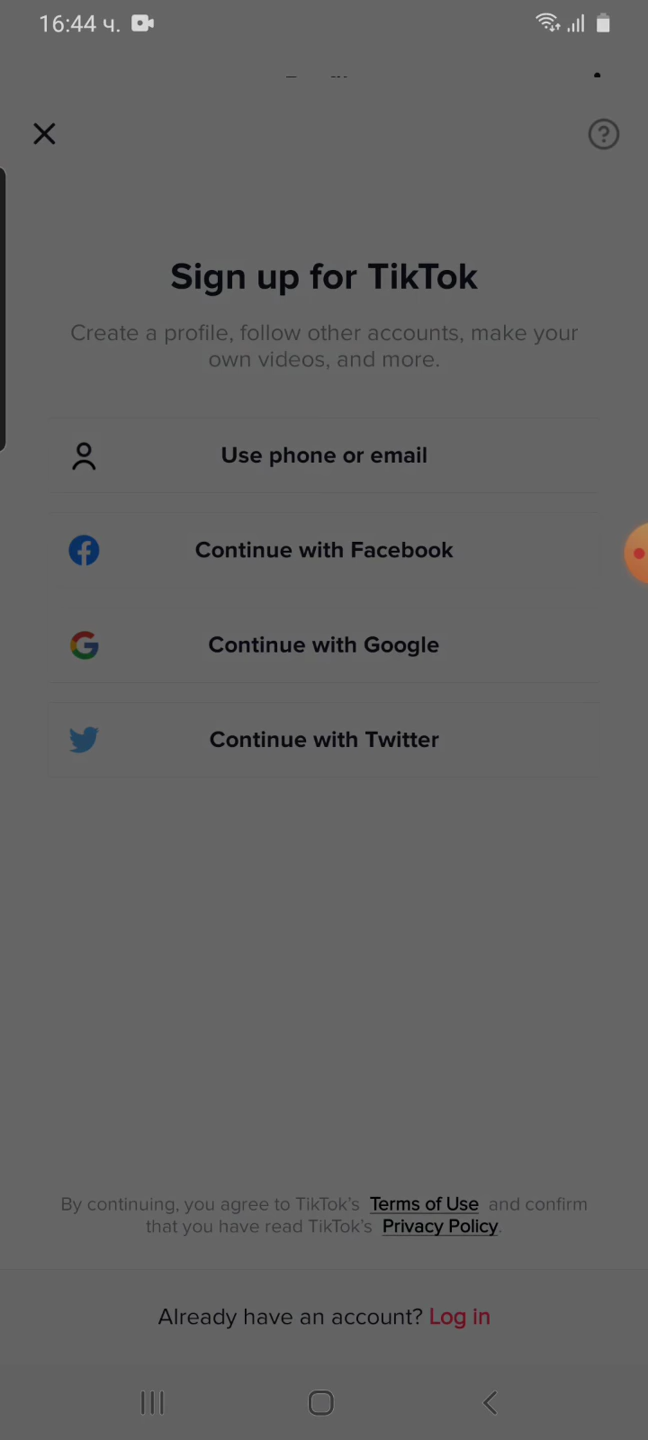 16:44 ч.
Sign up for TikTok
Create a profile, follow other accounts, make your
own videos, and more.
Use phone or email
Continue with Facebook
Continue with Google
Continue with Twitter
By continuing, you agree to TikTok's Terms of Use and confirm
that you have read TikTok's Privacy Policy.
Already have an account? Log in